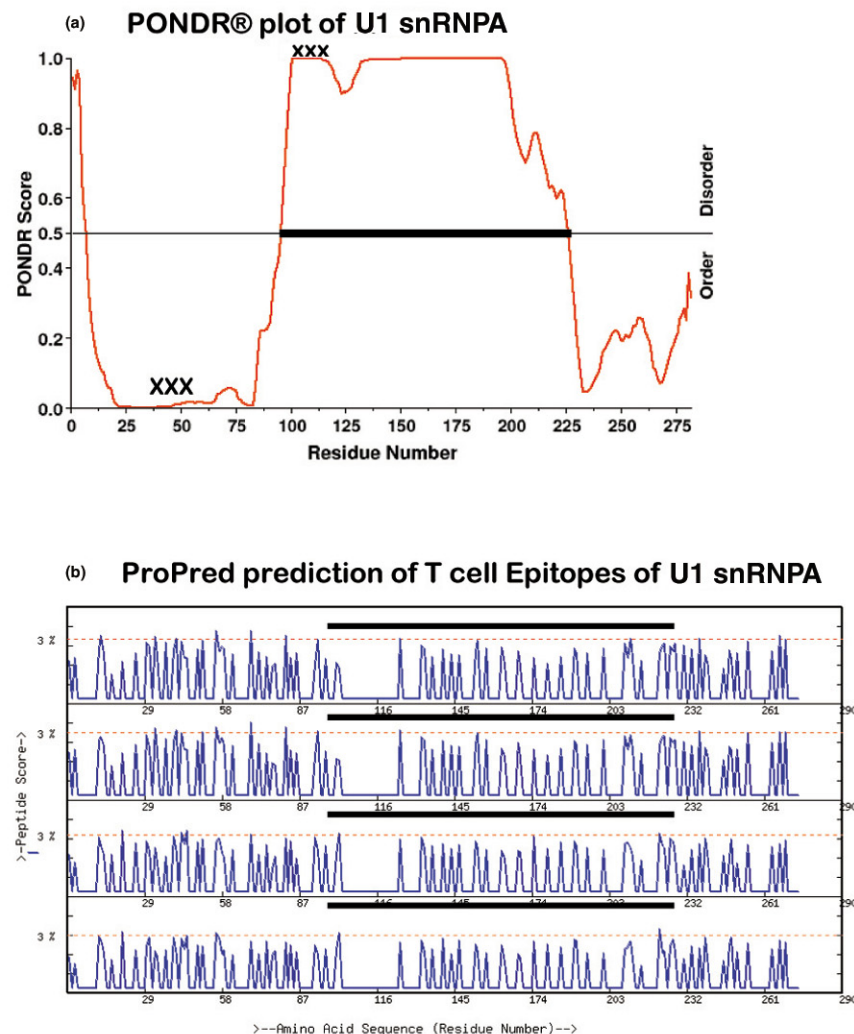 (a) PONDR® plot of U1 snRNPA
xxx
1.0
0.8
0.6
0.5
0.4
0.2
0.0
PONDR Score
Disorder
Order
XXX
0 25 50 75 100 125 150 175 200 225 250 275
Residue Number
(b) ProPred prediction of T cell Epitopes of U1 snRNPA
3 %
29 58 87 116 145 174 203 232 261 290
3 %
29 58 87 116 145 174 203 232 261 290
3 %
29 58 87 116 145 174 203 232 261 290
3 %
29 58 87 116 145 174 203 232 261 290
>-Peptide Score->
>--Amino Acid Sequence (Residue Number)-->